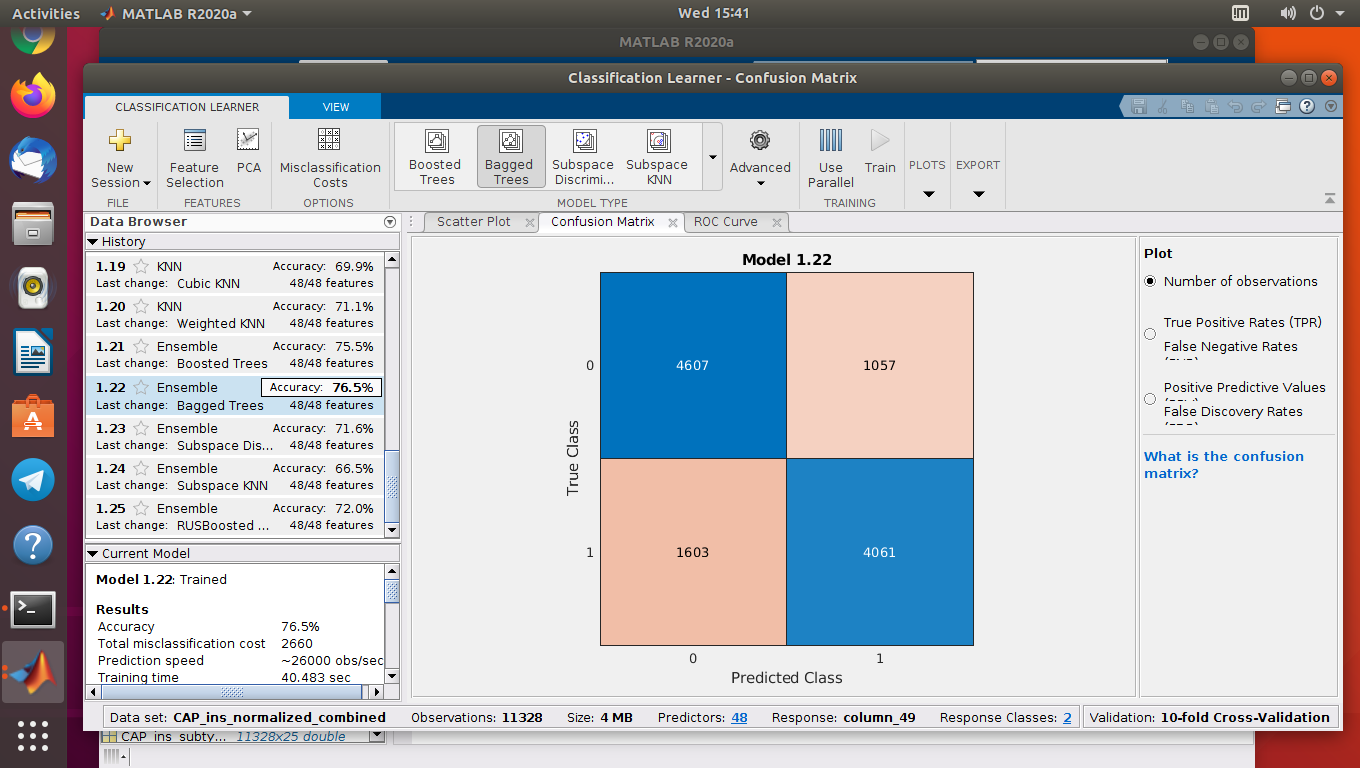 Activities MATLAB R2020a Wed 15:41
MATLAB R2020a
Classification Learner - Confusion Matrix
CLASSIFICATION LEARNER VIEW
New Session
FILE
Feature Selection
PCA
FEATURES
Misclassification Costs
OPTIONS
Boosted Trees
Bagged Trees
Subspace Discrimi...
Subspace KNN
MODEL TYPE
Advanced
Use Parallel
Train
TRAINING
PLOTS
EXPORT
Data Browser
History
1.19 KNN Accuracy: 69.9%
Last change: Cubic KNN 48/48 features
1.20 KNN Accuracy: 71.1%
Last change: Weighted KNN 48/48 features
1.21 Ensemble Accuracy: 75.5%
Last change: Boosted Trees 48/48 features
1.22 Ensemble Accuracy: 76.5%
Last change: Bagged Trees 48/48 features
1.23 Ensemble Accuracy: 71.6%
Last change: Subspace Dis... 48/48 features
1.24 Ensemble Accuracy: 66.5%
Last change: Subspace KNN 48/48 features
1.25 Ensemble Accuracy: 72.0%
Last change: RUSBoosted ... 48/48 features
Current Model
Model 1.22: Trained
Results
Accuracy 76.5%
Total misclassification cost 2660
Prediction speed ~26000 obs/sec
Training time 40.483 sec
Scatter Plot Confusion Matrix ROC Curve
Model 1.22
True Class
0 4607 1057
1 1603 4061
0 1
Predicted Class
Plot
Number of observations
True Positive Rates (TPR)
False Negative Rates
Positive Predictive Values
False Discovery Rates
What is the confusion
matrix?
Data set: CAP_ins_normalized_combined Observations: 11328 Size: 4 MB Predictors: 48 Response: column_49 Response Classes: 2 Validation: 10-fold Cross-Validation
CAP_ins_subty... 11328x25 double